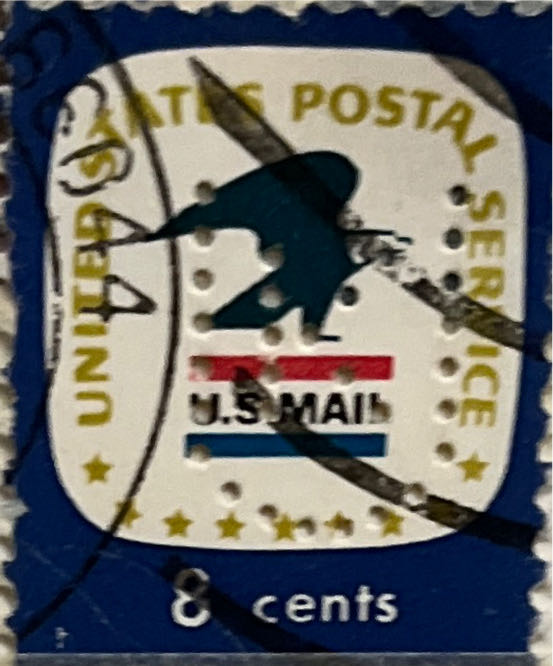 UNITED STATES POSTAL SERVICE
U.S.MAIL
8 cents